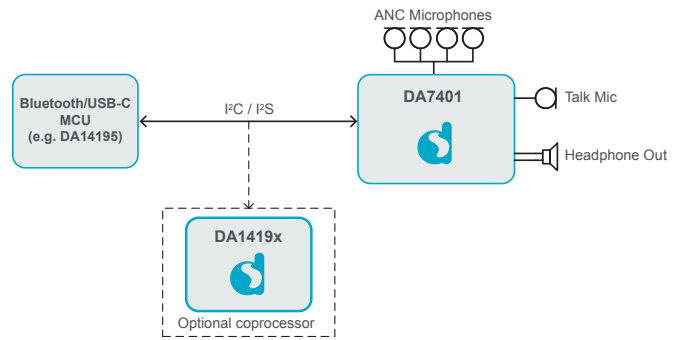 ANC Microphones
Bluetooth/USB-C
MCU
(e.g. DA14195)
I²C / I²S
DA7401
Talk Mic
Headphone Out
DA1419x
Optional coprocessor